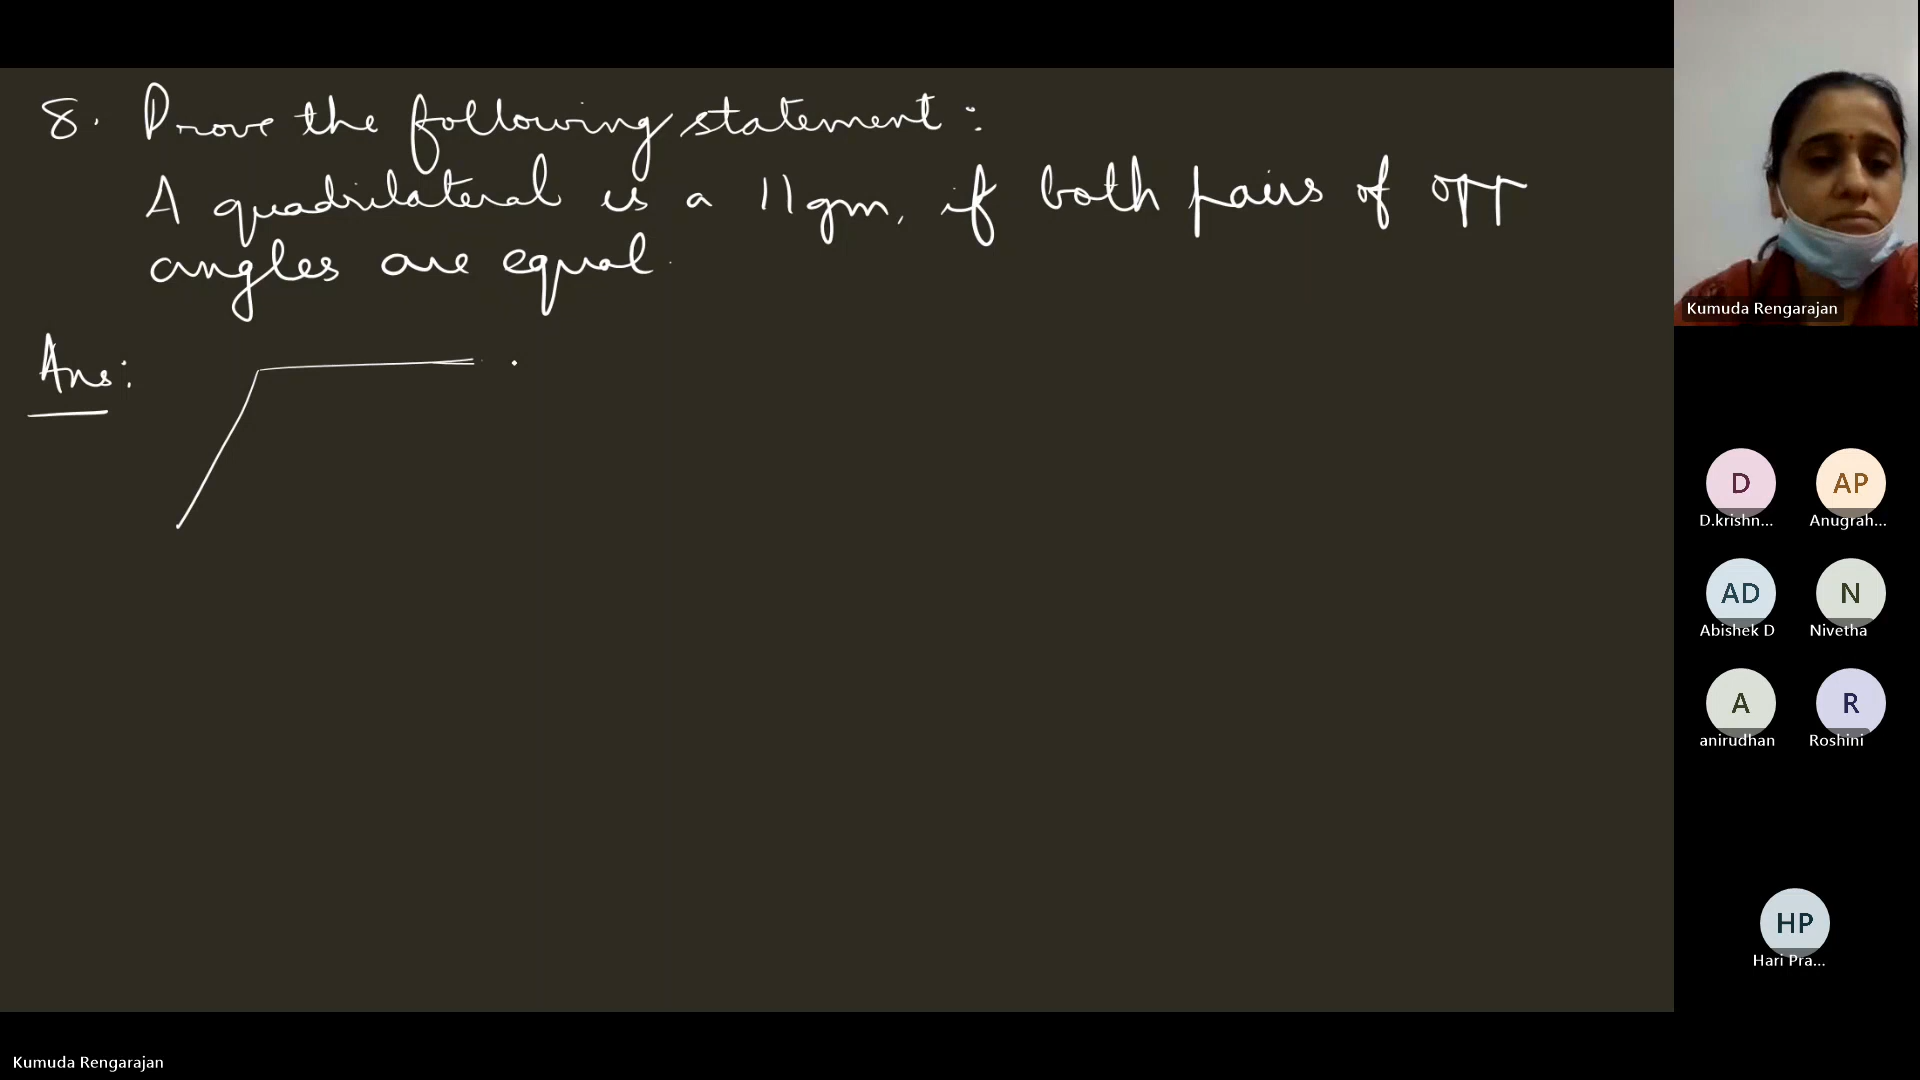 8. Prove the following statement:
A quadrilateral is a 11gm, if both pairs of opp
angles are equal.
Ans:
Kumuda Rengarajan
D AP
D.krishn... Anugrah...
AD N
Abishek D Nivetha
A R
anirudhan Roshini
HP
Hari Pra...
Kumuda Rengarajan